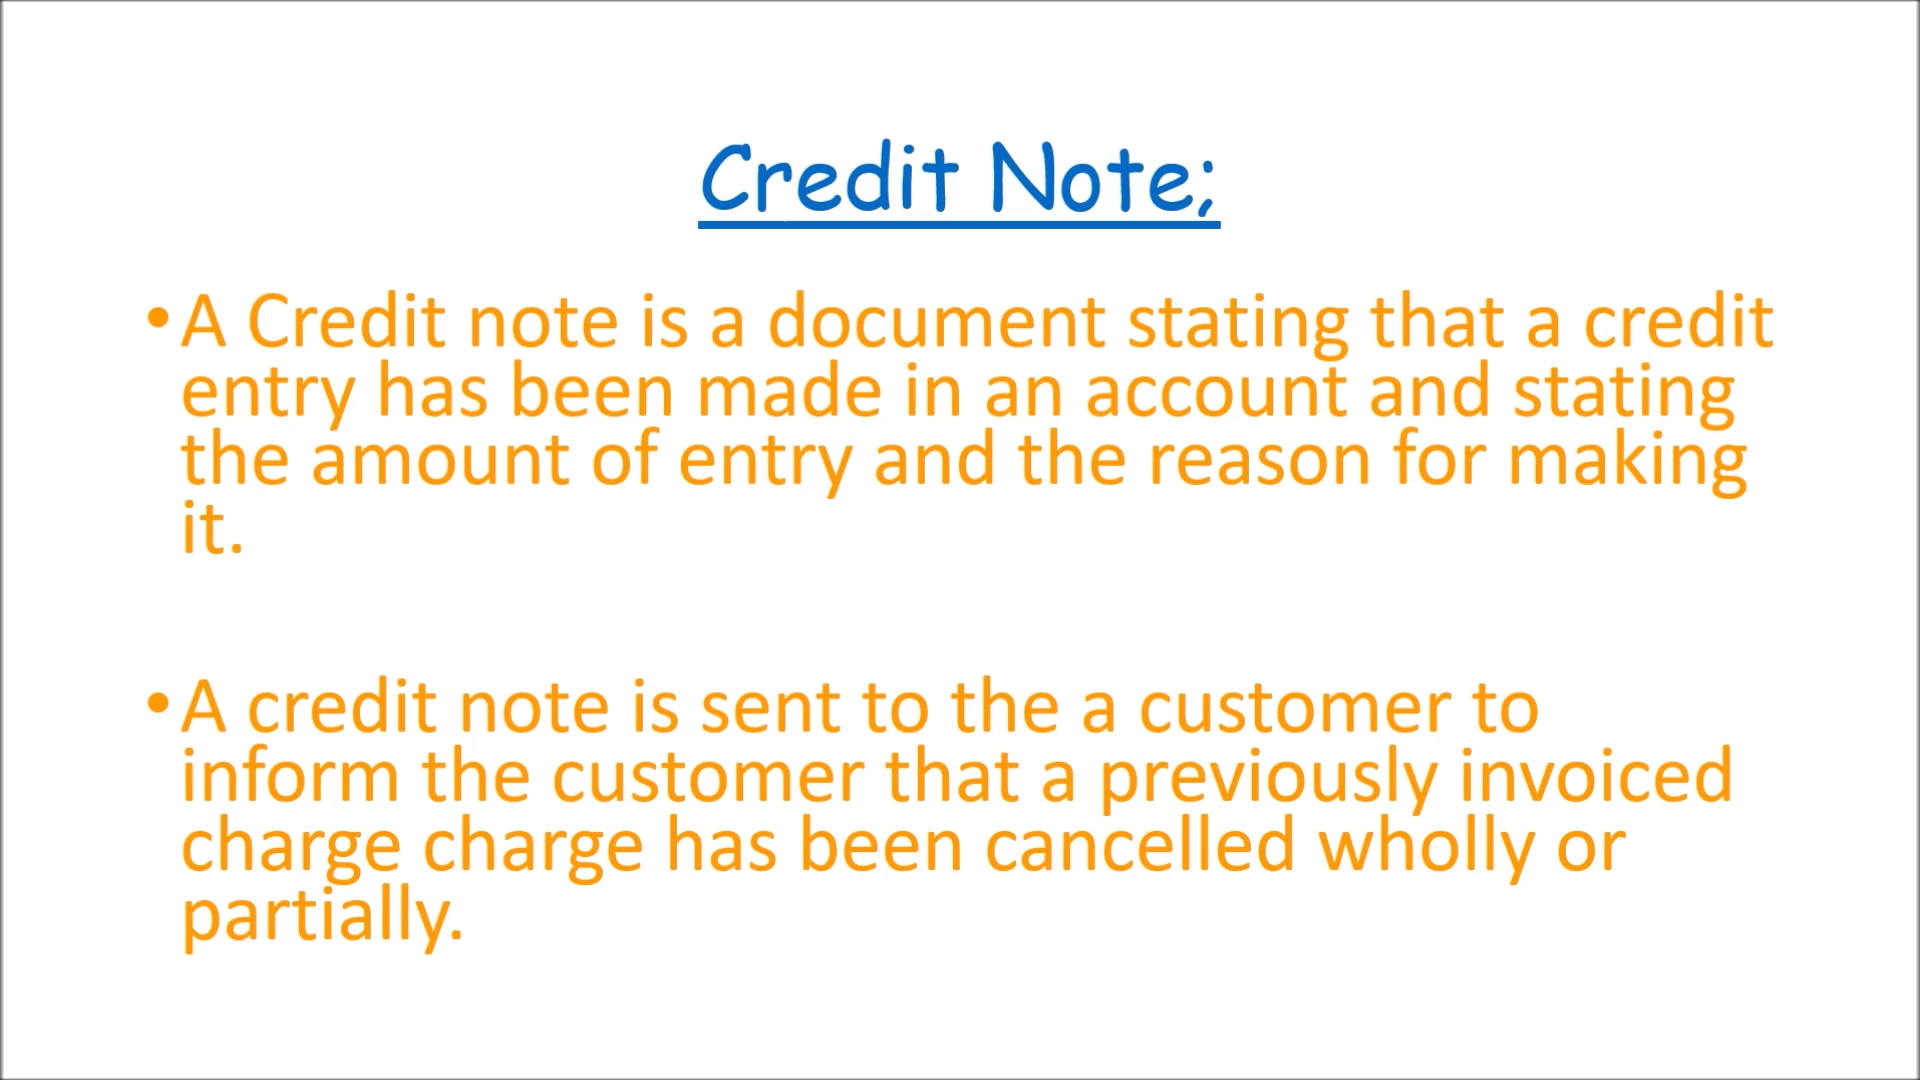 Credit Note;
•A Credit note is a document stating that a credit
entry has been made in an account and stating
the amount of entry and the reason for making
it.
•A credit note is sent to the a customer to
inform the customer that a previously invoiced
charge charge has been cancelled wholly or
partially.